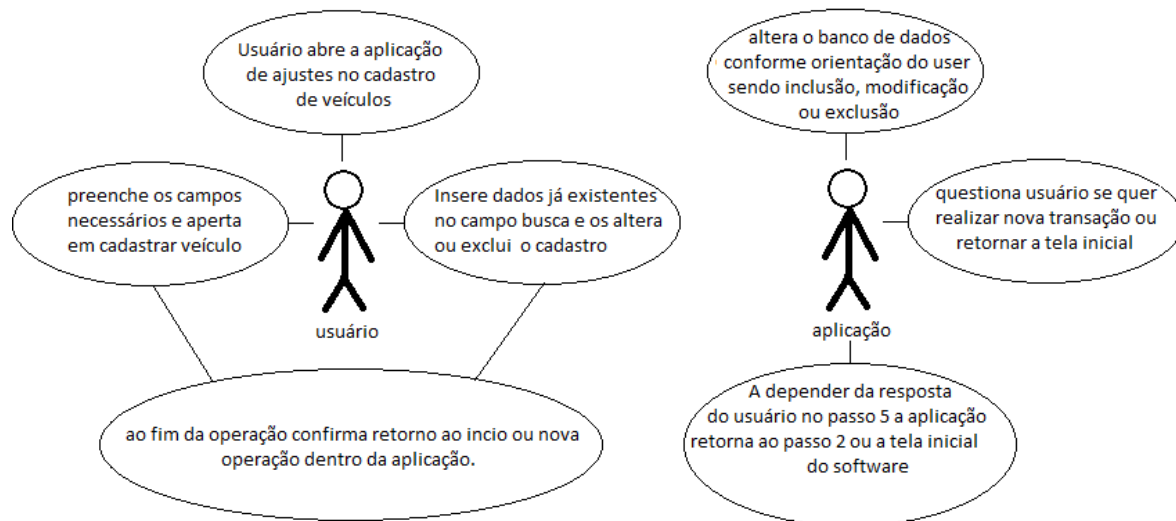 Usuário abre a aplicação
de ajustes no cadastro
de veículos
preenche os campos
necessários e aperta
em cadastrar veículo
Insere dados já existentes
no campo busca e os altera
ou exclui o cadastro
usuário
ao fim da operação confirma retorno ao incio ou nova
operação dentro da aplicação.
altera o banco de dados
conforme orientação do user
sendo inclusão, modificação
ou exclusão
questiona usuário se quer
realizar nova transação ou
retornar a tela inicial
aplicação
A depender da resposta
do usuário no passo 5 a aplicação
retorna ao passo 2 ou a tela inicial
do software